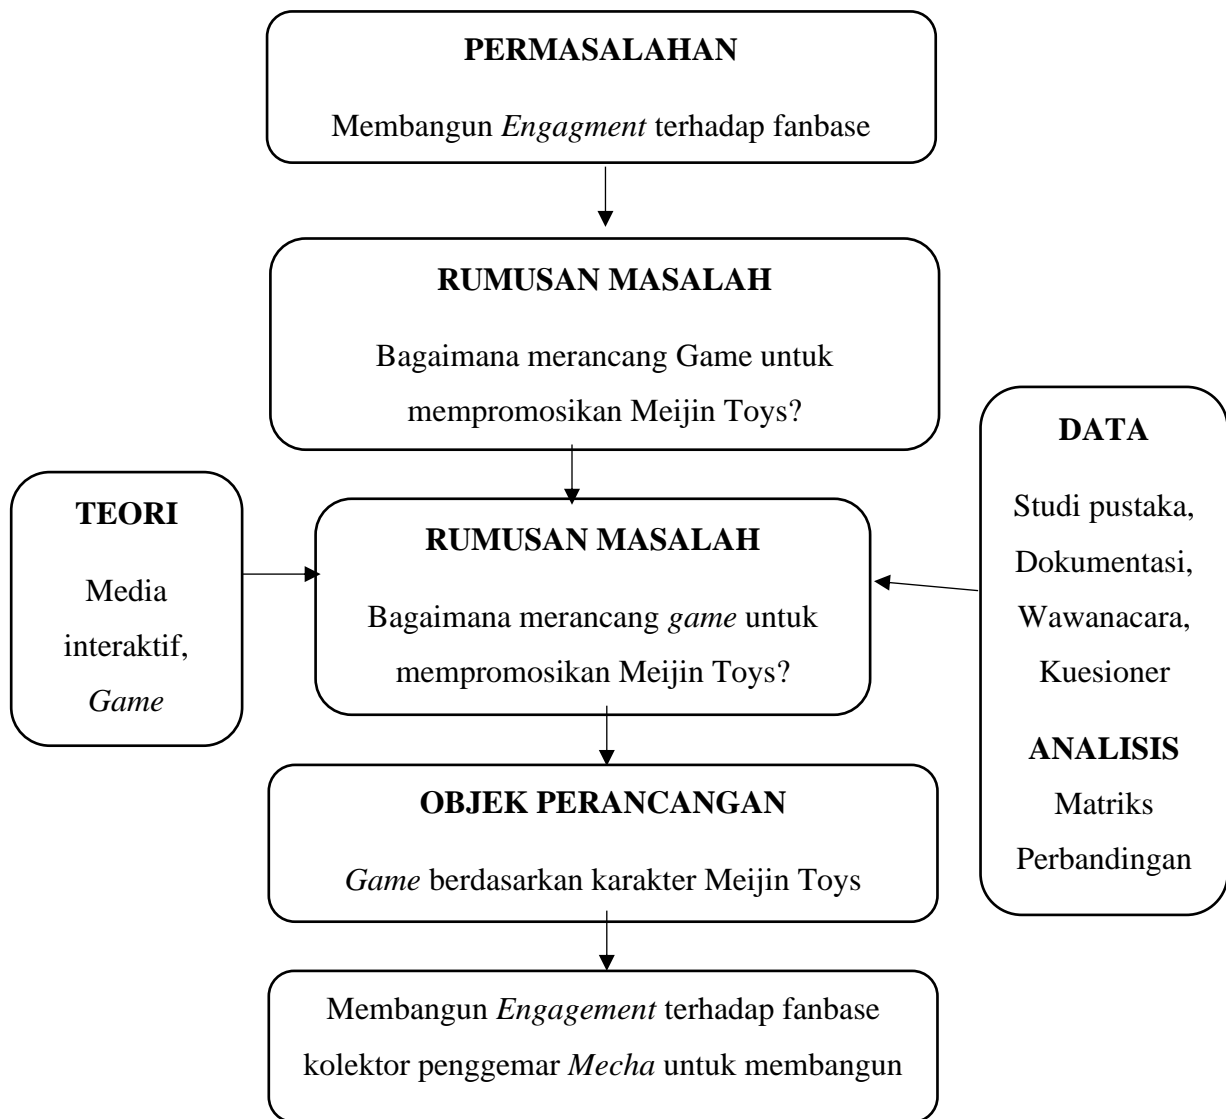 PERMASALAHAN
Membangun Engagment terhadap fanbase
RUMUSAN MASALAH
Bagaimana merancang Game untuk
mempromosikan Meijin Toys?
TEORI
Media
interaktif,
Game
RUMUSAN MASALAH
Bagaimana merancang game untuk
mempromosikan Meijin Toys?
DATA
Studi pustaka,
Dokumentasi,
Wawanacara,
Kuesioner
ANALISIS
Matriks
Perbandingan
OBJEK PERANCANGAN
Game berdasarkan karakter Meijin Toys
Membangun Engagement terhadap fanbase
kolektor penggemar Mecha untuk membangun